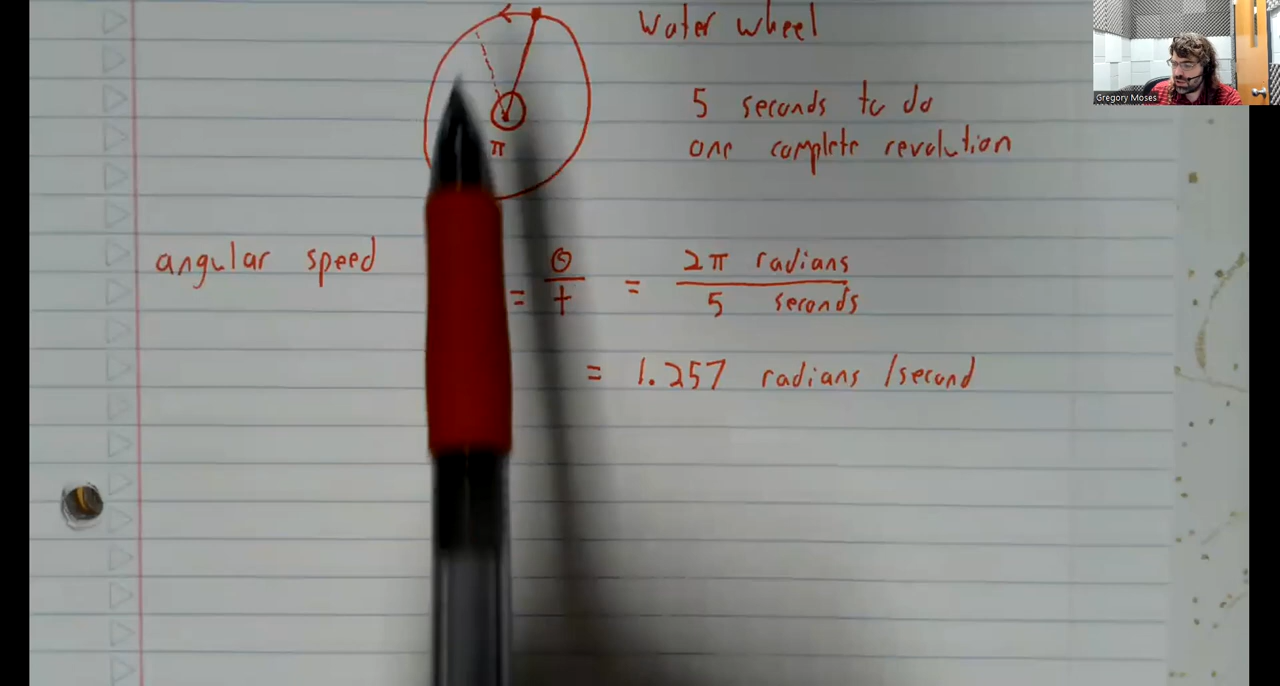 Water wheel
Gregory Moses
5 seconds to do
π
one complete revolution
angular speed
= θ/t = 2π radians / 5 seconds
= 1.257 radians /second